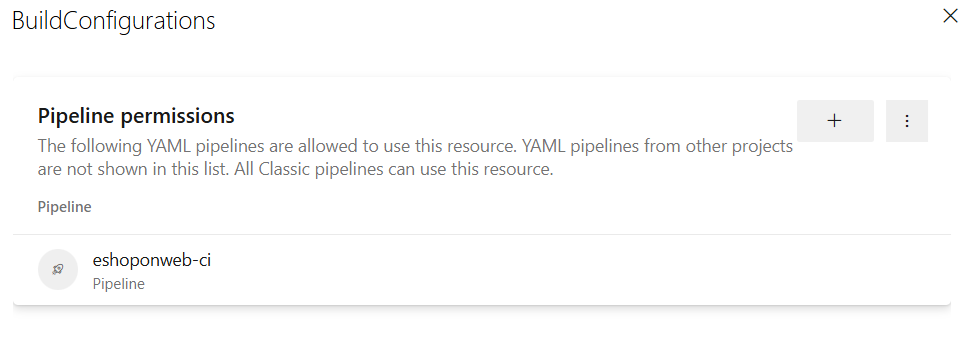 BuildConfigurations
Pipeline permissions
The following YAML pipelines are allowed to use this resource. YAML pipelines from other projects
are not shown in this list. All Classic pipelines can use this resource.
Pipeline
eshoponweb-ci
Pipeline